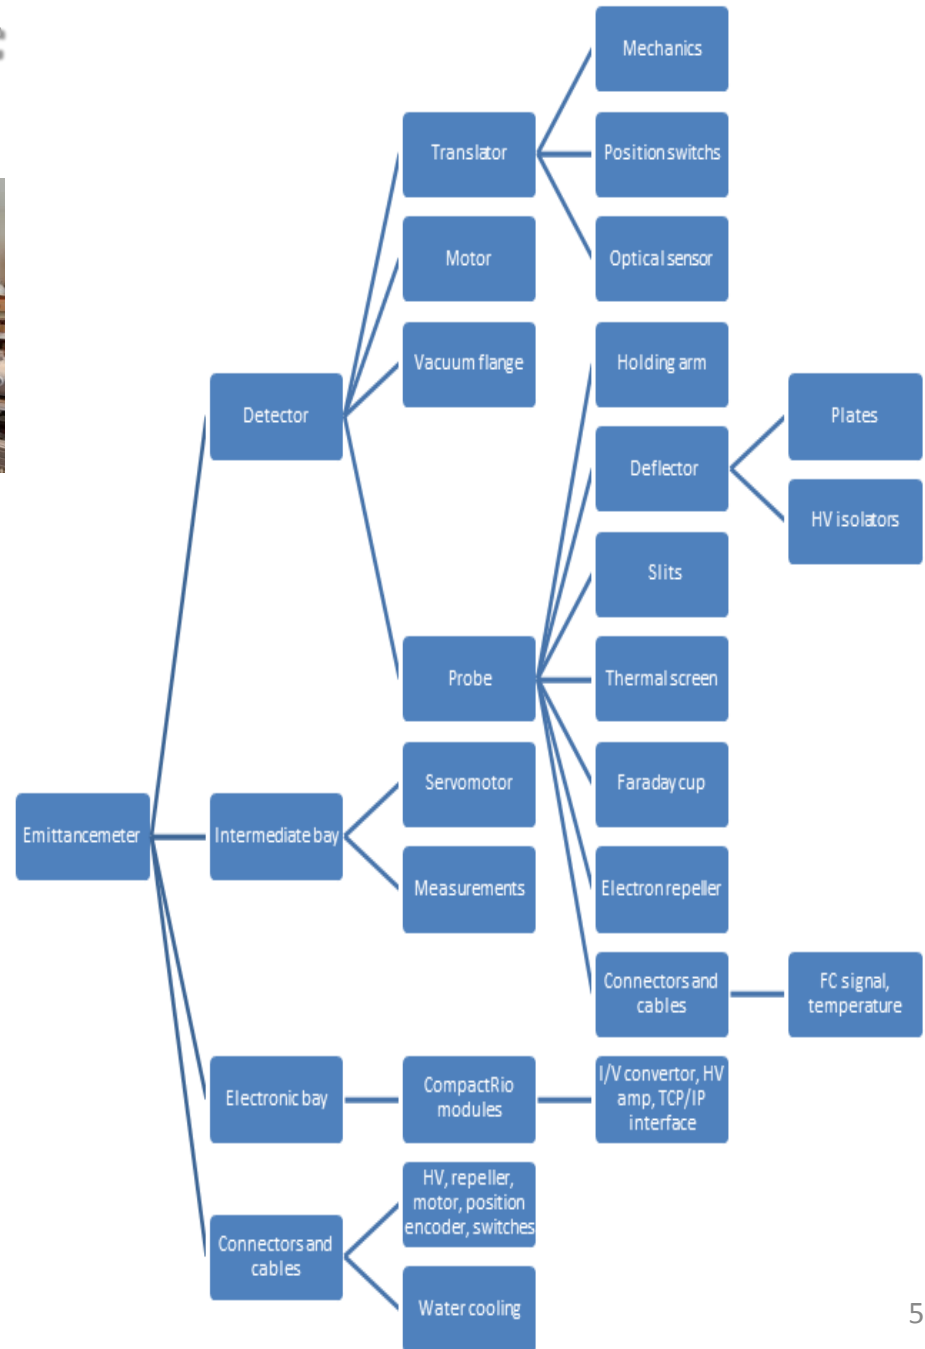 Mechanics
Translator
Position switchs
Motor
Optical sensor
Vacuum flange
Holding arm
Detector
Plates
Deflector
HV isolators
Slits
Probe
Thermal screen
Servomotor
Faraday cup
Emittancemeter
Intermediate bay
Measurements
Electron repeller
Connectors and
cables
FC signal,
temperature
Electronic bay
CompactRio
modules
I/V convertor, HV
amp, TCP/IP
interface
HV, repeller,
motor, position
encoder, switches
Connectors and
cables
Water cooling
5